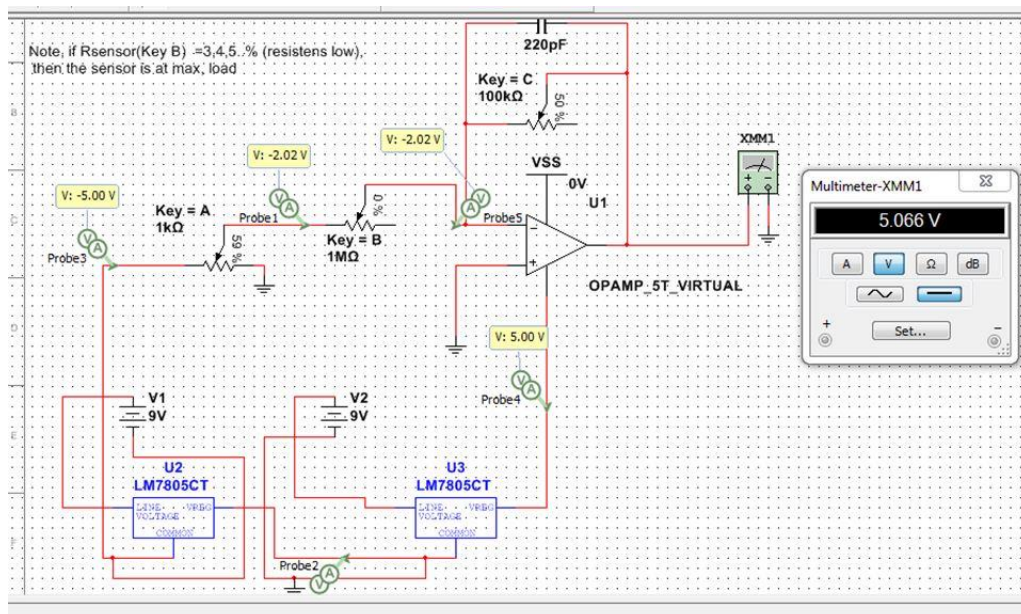 220pF
Note, if Rsensor(Key B) =3,4,5..% (resistens low),
then the sensor is at max, load
Key = C
100kΩ
50 %
XMM1
V: -2.02 V
V: -2.02 V
VSS
0V
Multimeter-XMM1
V: -5.00 V
Key = A
1kΩ
Probe1
0 %
Probe5
U1
5.066 V
Key = B
1MΩ
59 %
Probe3
A
V
Ω
dB
OPAMP_5T_VIRTUAL
V: 5.00 V
Set...
Probe4
V1
9V
V2
9V
U2
LM7805CT
U3
LM7805CT
LINE VREG
VOLTAGE
COMMON
LINE VREG
VOLTAGE
COMMON
Probe2